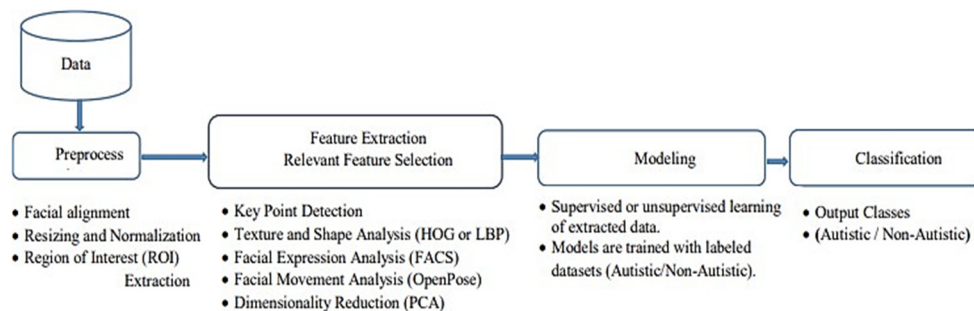 Data
Preprocess
Feature Extraction
Relevant Feature Selection
Modeling
Classification
• Facial alignment
• Resizing and Normalization
• Region of Interest (ROI)
Extraction
• Key Point Detection
• Texture and Shape Analysis (HOG or LBP)
• Facial Expression Analysis (FACS)
• Facial Movement Analysis (OpenPose)
• Dimensionality Reduction (PCA)
• Supervised or unsupervised learning
of extracted data.
• Models are trained with labeled
datasets (Autistic/Non-Autistic).
• Output Classes
• (Autistic / Non-Autistic)